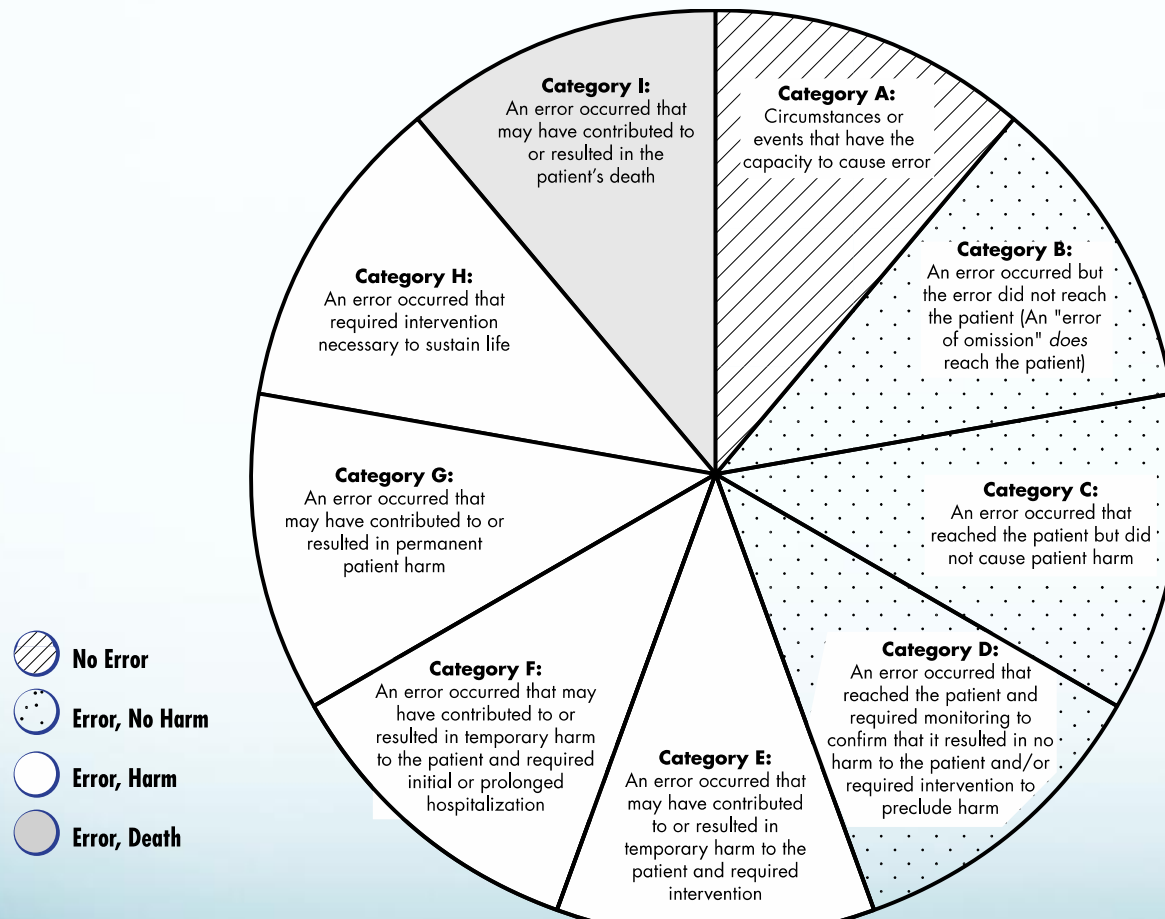 Category I:
An error occurred that
may have contributed to
or resulted in the
patient’s death
Category A:
Circumstances or
events that have the
capacity to cause error
Category B:
An error occurred but
the error did not reach
the patient (An "error
of omission" does
reach the patient)
Category C:
An error occurred that
reached the patient but did
not cause patient harm
Category D:
An error occurred that
reached the patient and
required monitoring to
confirm that it resulted in no
harm to the patient and/or
required intervention to
preclude harm
Category E:
An error occurred that
may have contributed
to or resulted in
temporary harm to the
patient and required
intervention
Category F:
An error occurred that may
have contributed to or
resulted in temporary harm
to the patient and required
initial or prolonged
hospitalization
Category G:
An error occurred that
may have contributed to or
resulted in permanent
patient harm
Category H:
An error occurred that
required intervention
necessary to sustain life
No Error
Error, No Harm
Error, Harm
Error, Death